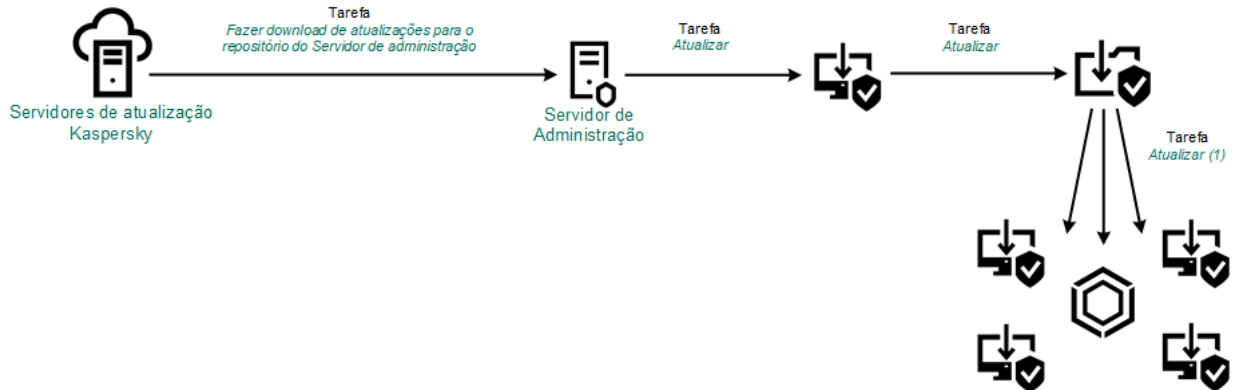 Tarefa
Fazer download de atualizações para o
repositório do Servidor de administração
Tarefa
Atualizar
Tarefa
Atualizar
Servidores de atualização
Kaspersky
Servidor de
Administração
Tarefa
Atualizar (1)